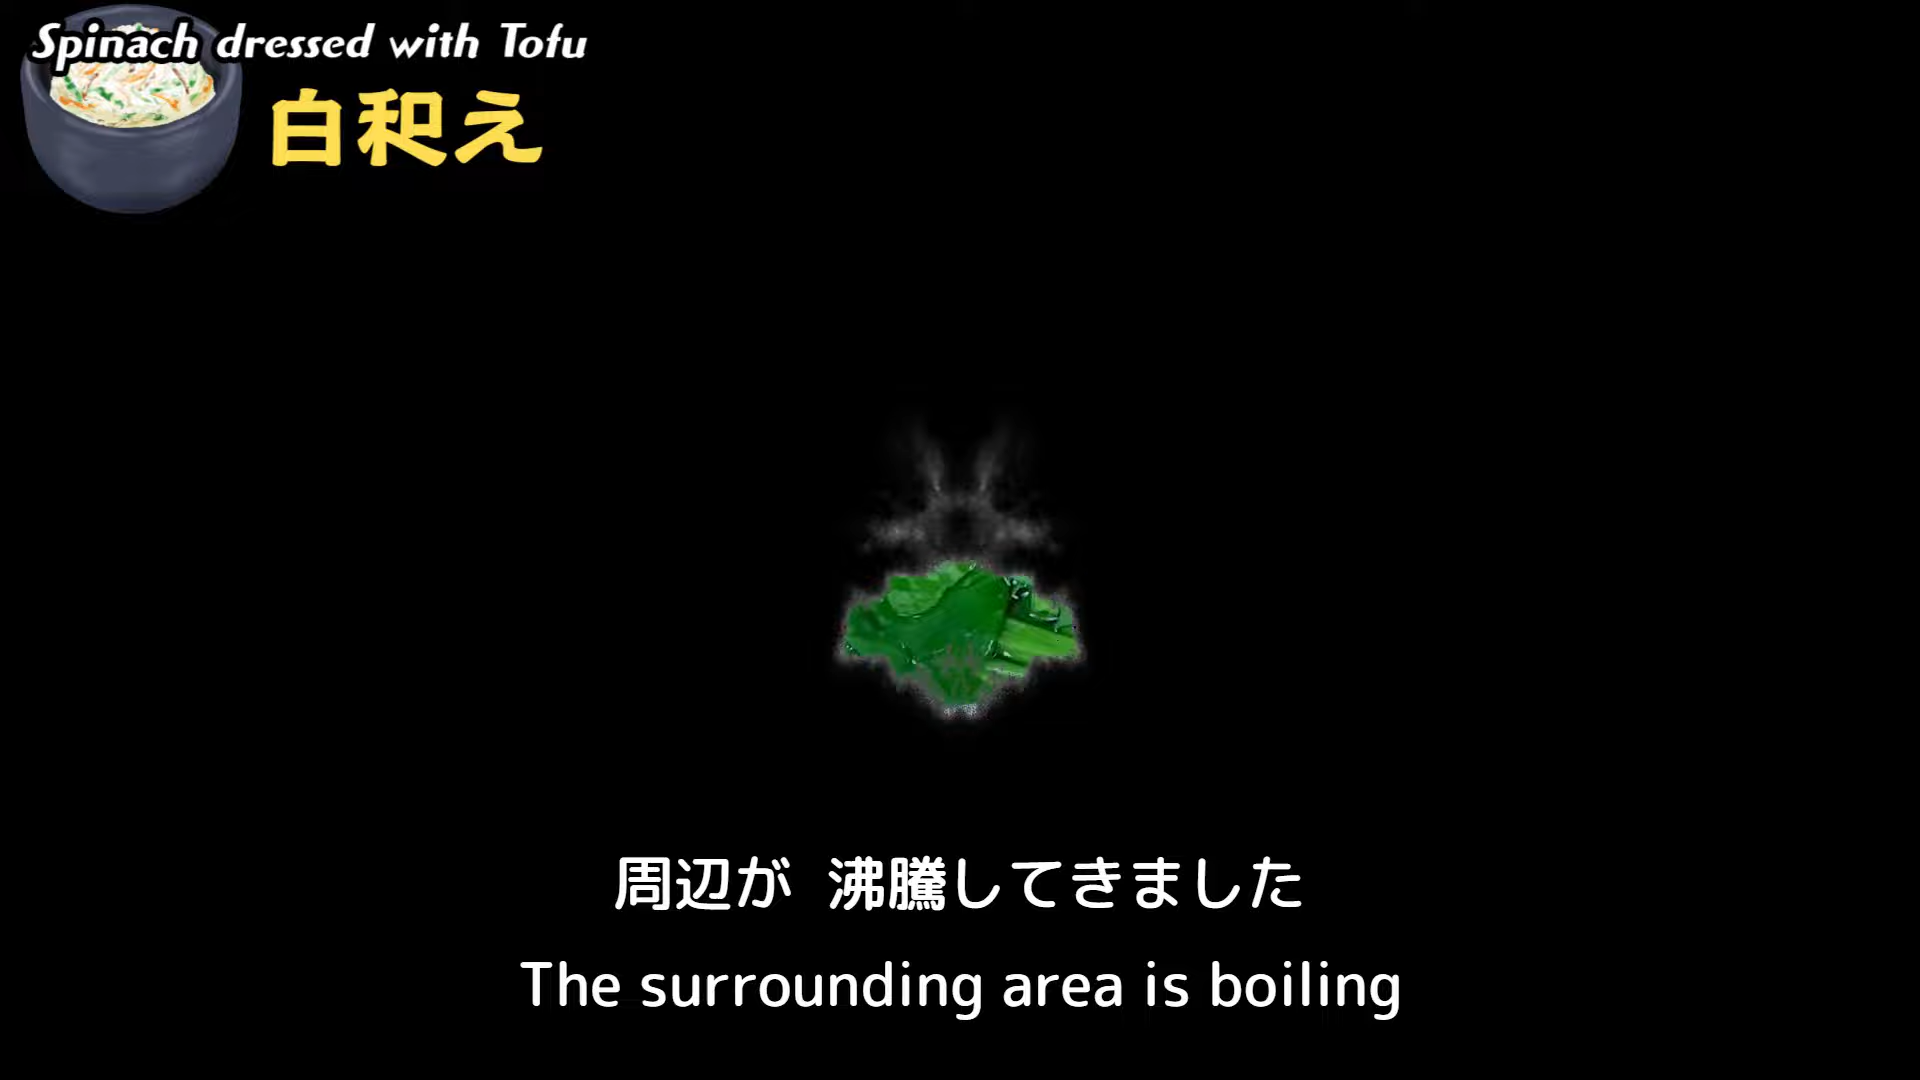 Spinach dressed with Tofu
白和え
周辺が 沸騰してきました
The surrounding area is boiling